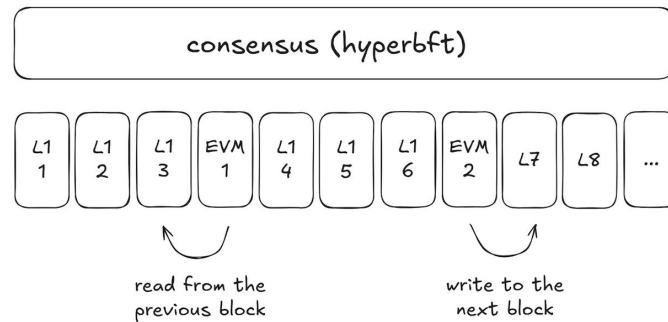 consensus (hyperbft)
L1
1
L1
2
L1
3
EVM
1
L1
4
L1
5
L1
6
EVM
2
L7
L8
...
read from the
previous block
write to the
next block